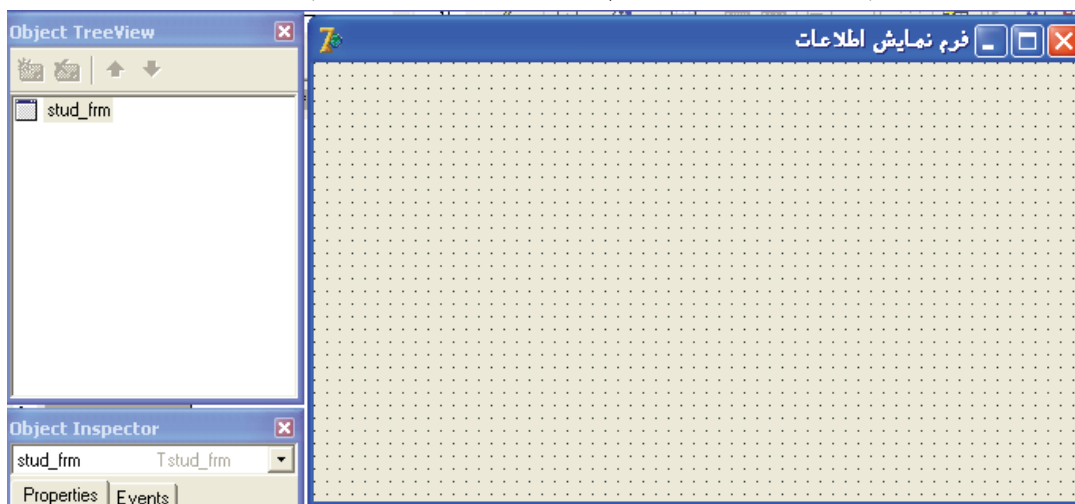 Object TreeView
فرم نمایش اطلاعات
stud_frm
Object Inspector
stud_frm Tstud_frm
Properties Events